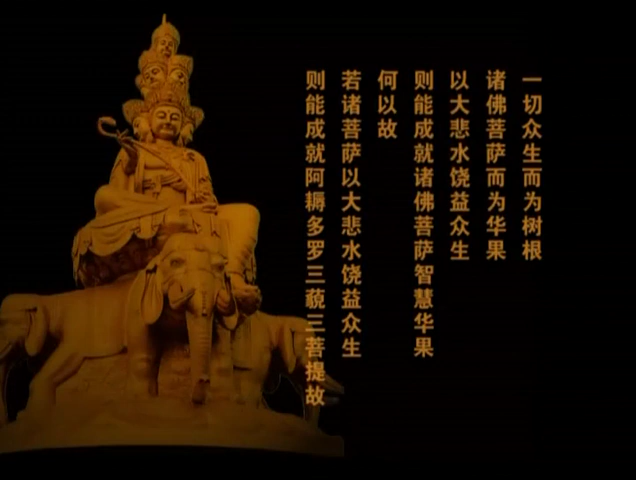 一切众生而为树根
诸佛菩萨而为华果
以大悲水饶益众生
则能成就诸佛菩萨智慧华果
何以故
若诸菩萨以大悲水饶益众生
则能成就阿耨多罗三藐三菩提故